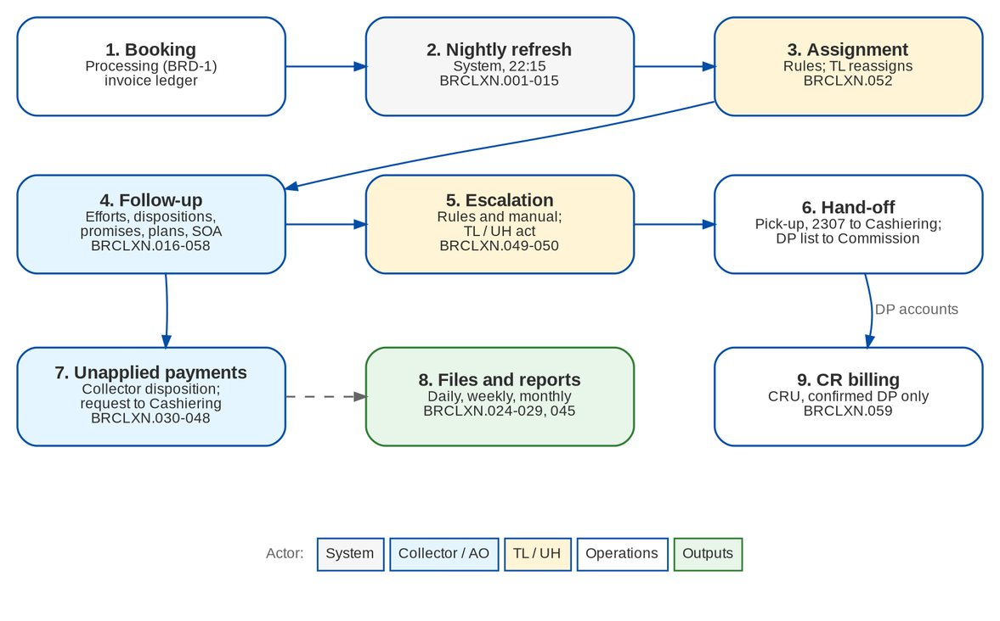 1. Booking
Processing (BRD-1)
invoice ledger
2. Nightly refresh
System, 22:15
BRCLXN.001-015
3. Assignment
Rules; TL reassigns
BRCLXN.052
4. Follow-up
Efforts, dispositions,
promises, plans, SOA
BRCLXN.016-058
5. Escalation
Rules and manual;
TL / UH act
BRCLXN.049-050
6. Hand-off
Pick-up, 2307 to Cashiering;
DP list to Commission
DP accounts
7. Unapplied payments
Collector disposition;
request to Cashiering
BRCLXN.030-048
8. Files and reports
Daily, weekly, monthly
BRCLXN.024-029, 045
9. CR billing
CRU, confirmed DP only
BRCLXN.059
Actor:
System
Collector / AO
TL / UH
Operations
Outputs